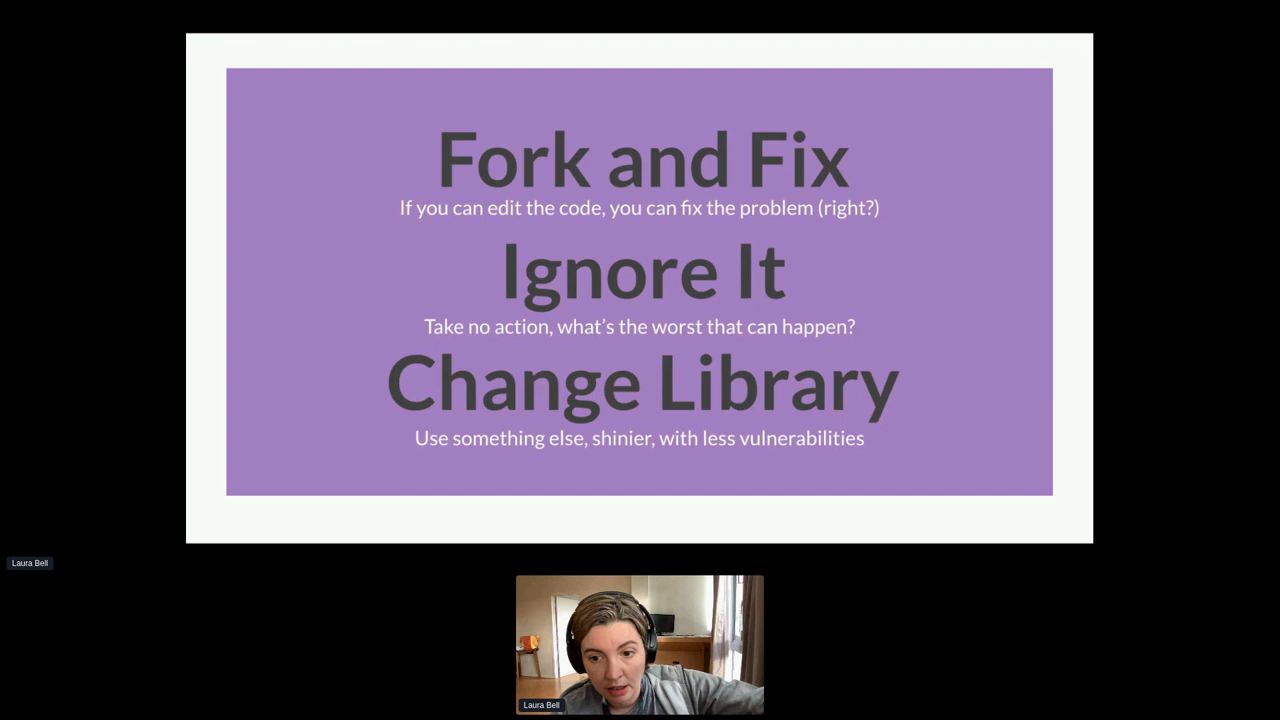 Fork and Fix
If you can edit the code, you can fix the problem (right?)
Ignore It
Take no action, what's the worst that can happen?
Change Library
Use something else, shinier, with less vulnerabilities
Laura Bell
Laura Bell